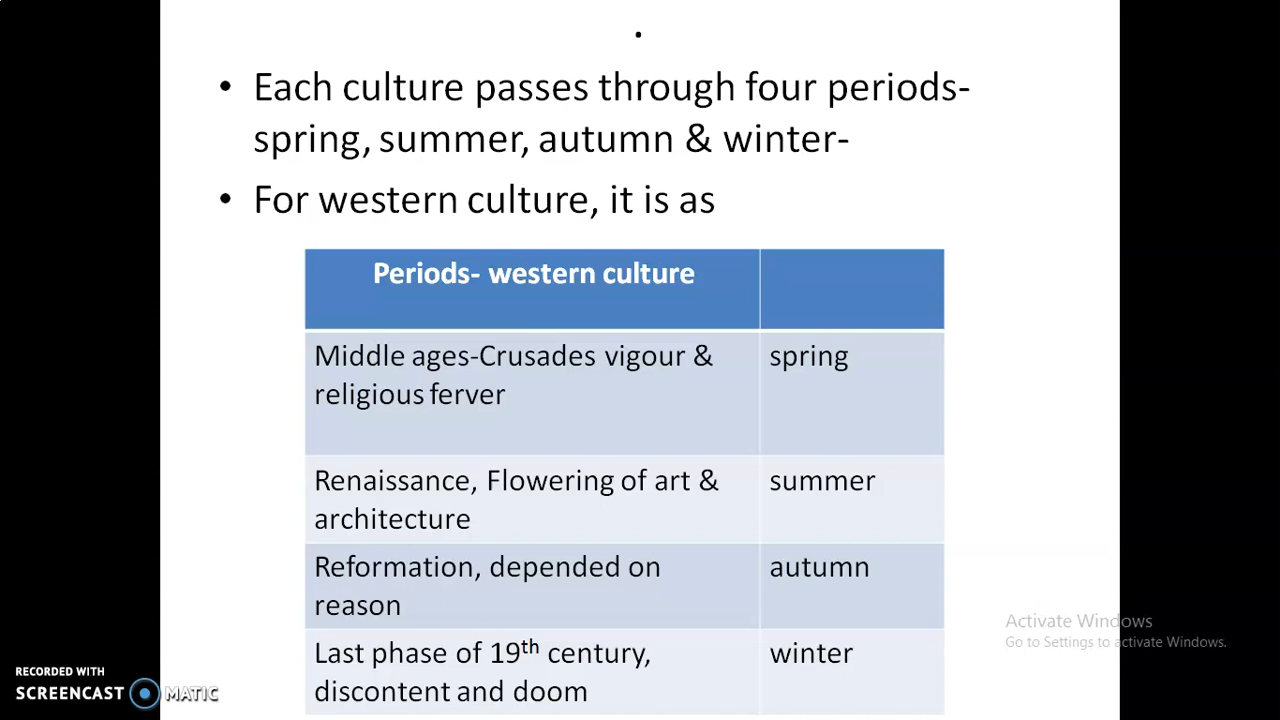 .
• Each culture passes through four periods-
spring, summer, autumn & winter-
• For western culture, it is as
Periods- western culture
Middle ages-Crusades vigour &
religious ferver
spring
Renaissance, Flowering of art &
architecture
summer
Reformation, depended on
reason
autumn
Last phase of 19th century,
discontent and doom
winter
Activate Windows
Go to Settings to activate Windows.
RECORDED WITH
SCREENCAST MATIC